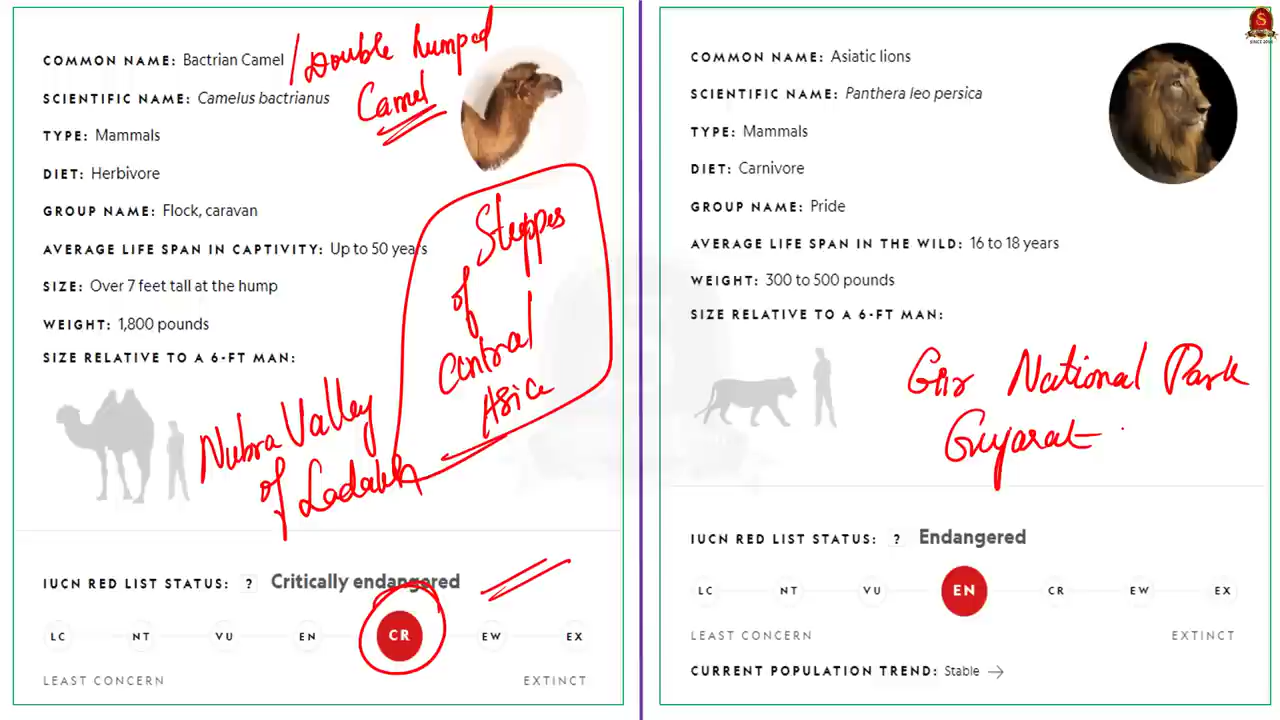 COMMON NAME: Bactrian Camel / Double humped
Camel
SCIENTIFIC NAME: Camelus bactrianus
TYPE: Mammals
DIET: Herbivore
GROUP NAME: Flock, caravan
AVERAGE LIFE SPAN IN CAPTIVITY: Up to 50 years
SIZE: Over 7 feet tall at the hump
WEIGHT: 1,800 pounds
SIZE RELATIVE TO A 6-FT MAN:
Steppes
of
Central
Asia
Nubra Valley
of Ladakh
IUCN RED LIST STATUS: ? Critically endangered
LC NT VU EN CR EW EX
LEAST CONCERN EXTINCT
COMMON NAME: Asiatic lions
SCIENTIFIC NAME: Panthera leo persica
TYPE: Mammals
DIET: Carnivore
GROUP NAME: Pride
AVERAGE LIFE SPAN IN THE WILD: 16 to 18 years
WEIGHT: 300 to 500 pounds
SIZE RELATIVE TO A 6-FT MAN:
Gir National Park
Gujarat
IUCN RED LIST STATUS: ? Endangered
LC NT VU EN CR EW EX
LEAST CONCERN EXTINCT
CURRENT POPULATION TREND: Stable →
S